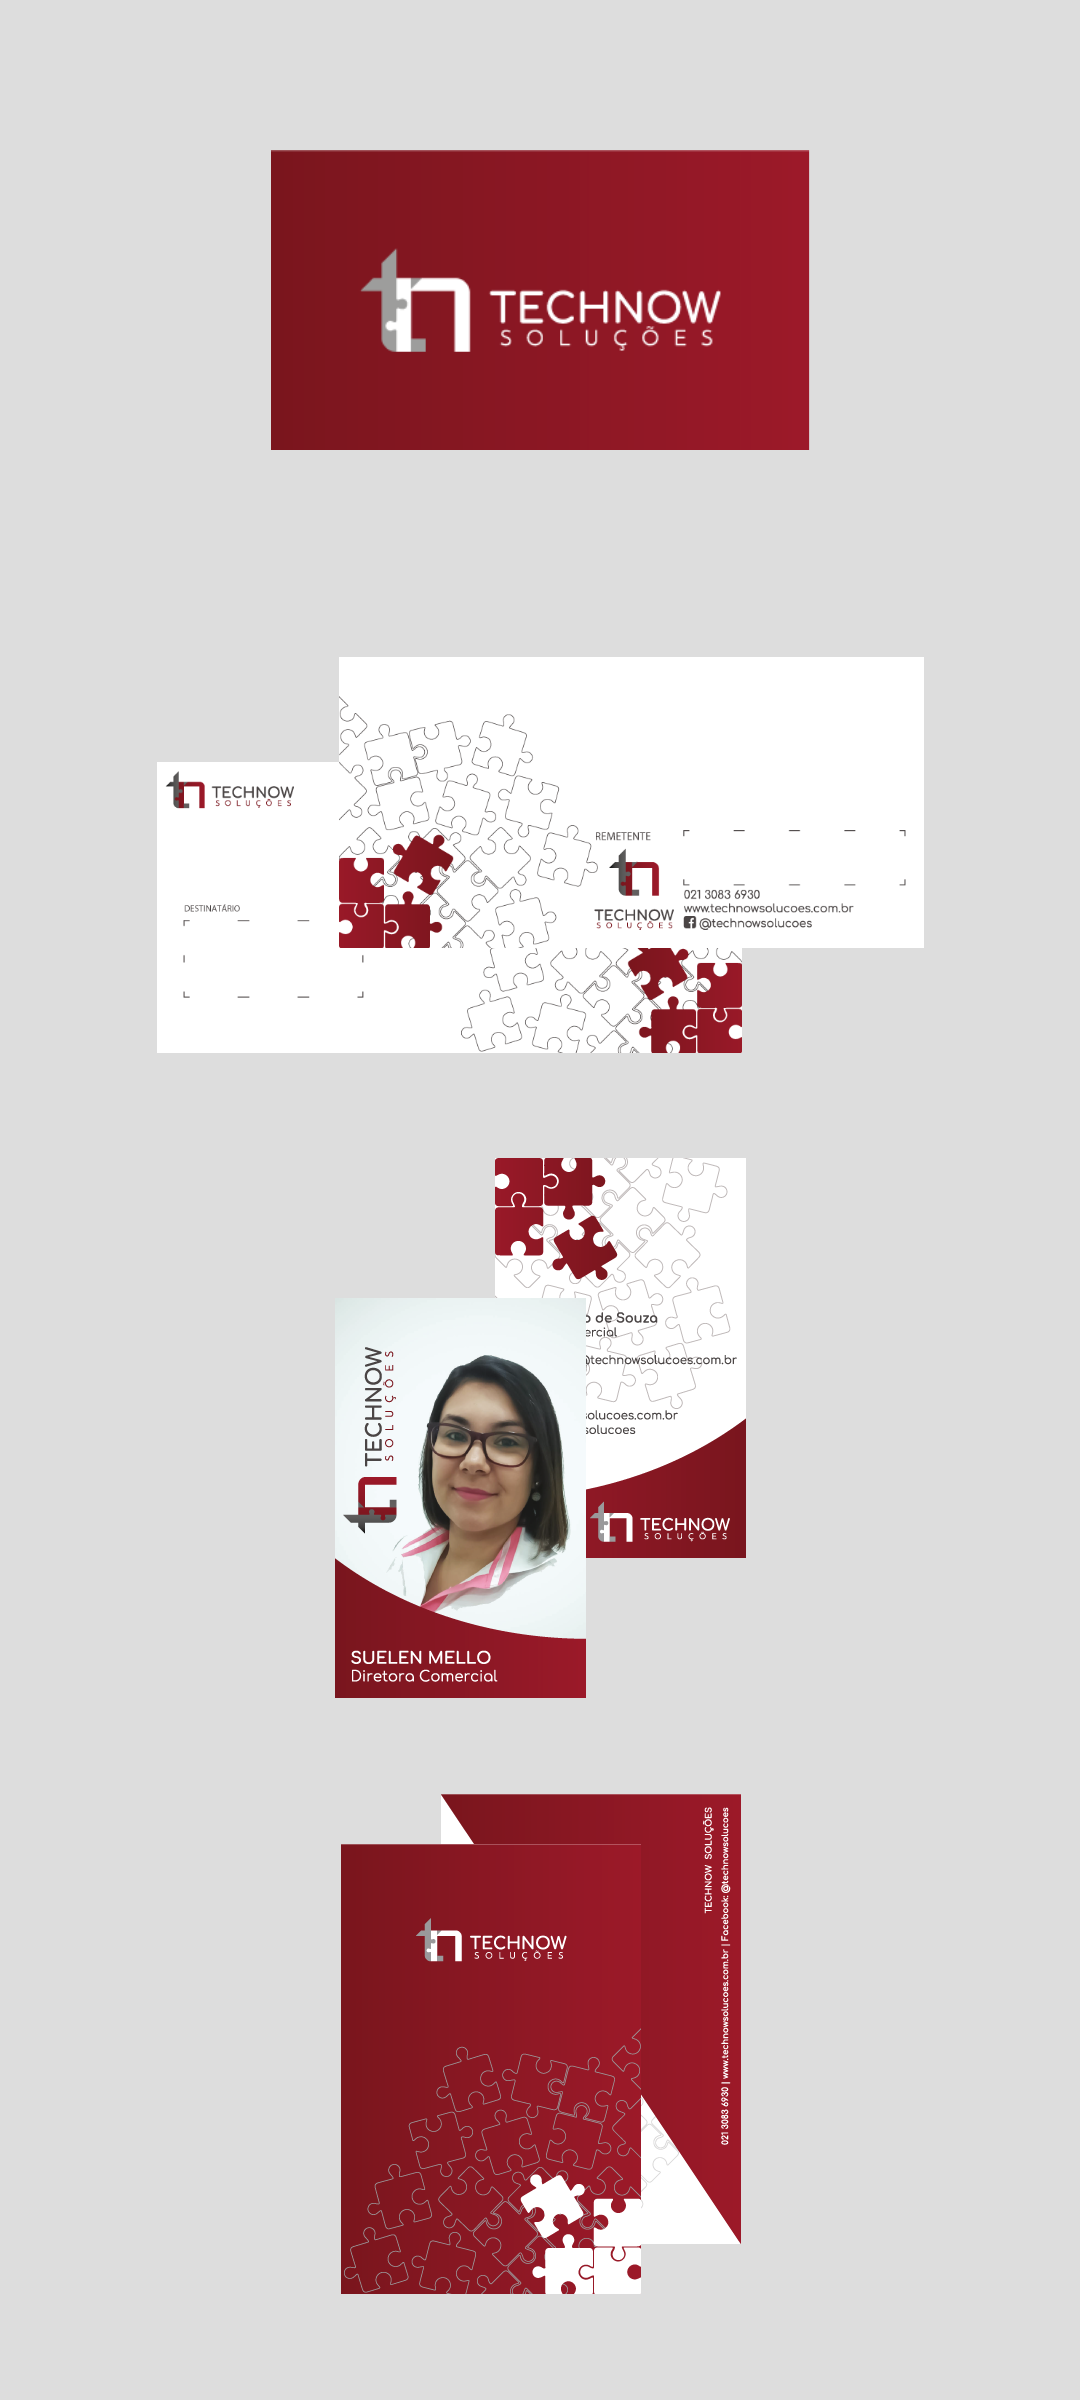 TECHNOW
SOLUÇÕES
REMETENTE
TECHNOW
SOLUÇÕES
021 3083 6930
www.technowsolucoes.com.br
@technowsolucoes
TECHNOW
SOLUÇÕES
DESTINATÁRIO
o de Souza
ercial
@technowsolucoes.com.br
solucoes.com.br
solucoes
TECHNOW
SOLUÇÕES
TECHNOW
SOLUÇÕES
SUELEN MELLO
Diretora Comercial
TECHNOW SOLUÇÕES
021 3083 6930 | www.technowsolucoes.com.br | Facebook: @technowsolucoes
TECHNOW
SOLUÇÕES